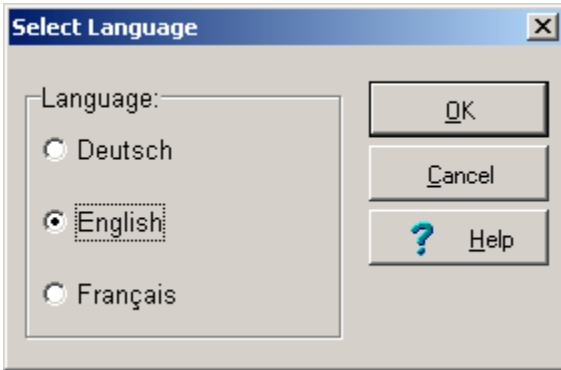 Select Language
Language:
Deutsch
English
Français
OK
Cancel
? Help